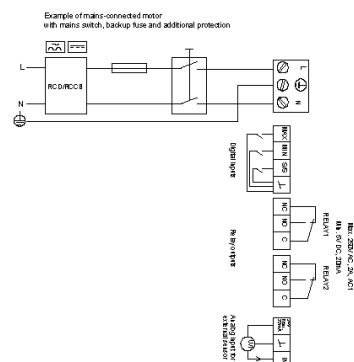 Example of mains-connected motor
with mains switch, backup fuse and additional protection
L
N
RCD/RCCB
L
N
MAX
MIN
S/S
Digital inputs
NC
NO
C
RELAY1
NC
NO
C
RELAY2
Relay outputs
Max. 250V AC, 2A, AC1
Min. 5V DC, 20mA
Analog input for
external sensor